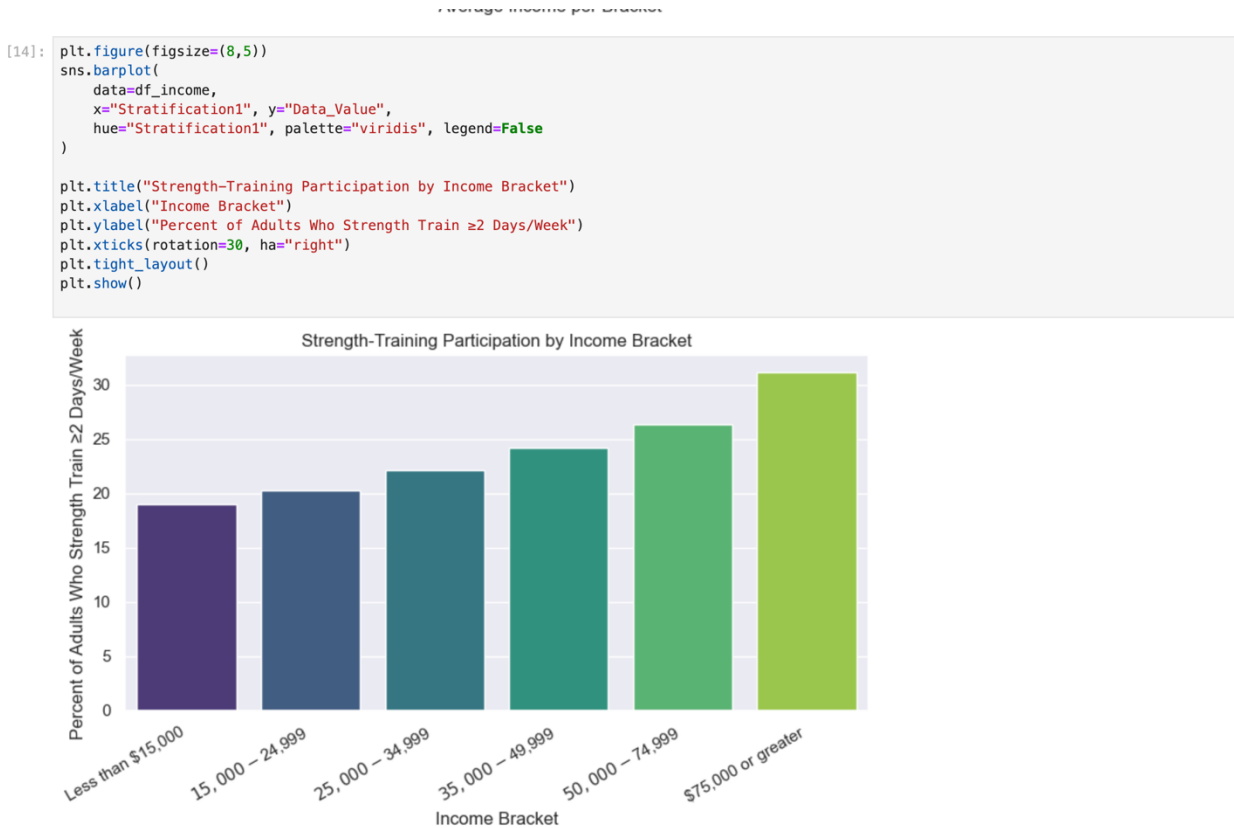 Average Income per Bracket
[14]: plt.figure(figsize=(8,5))
sns.barplot(
    data=df_income,
    x="Stratification1", y="Data_Value",
    hue="Stratification1", palette="viridis", legend=False
)
plt.title("Strength-Training Participation by Income Bracket")
plt.xlabel("Income Bracket")
plt.ylabel("Percent of Adults Who Strength Train ≥2 Days/Week")
plt.xticks(rotation=30, ha="right")
plt.tight_layout()
plt.show()
Strength-Training Participation by Income Bracket
Percent of Adults Who Strength Train ≥2 Days/Week
30
25
20
15
10
5
0
Less than $15,000
15, 000 – 24,999
25, 000 – 34,999
35, 000 – 49,999
50, 000 – 74,999
$75,000 or greater
Income Bracket